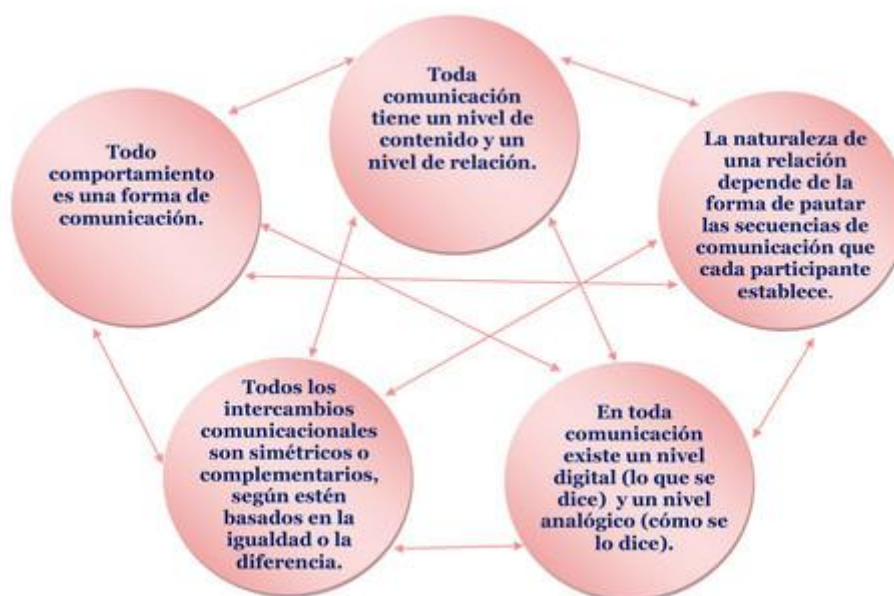 Toda
comunicación
tiene un nivel de
contenido y un
nivel de relación.
Todo
comportamiento
es una forma de
comunicación.
La naturaleza de
una relación
depende de la
forma de pautar
las secuencias de
comunicación que
cada participante
establece.
Todos los
intercambios
comunicacionales
son simétricos o
complementarios,
según estén
basados en la
igualdad o la
diferencia.
En toda
comunicación
existe un nivel
digital (lo que se
dice) y un nivel
analógico (cómo se
lo dice).